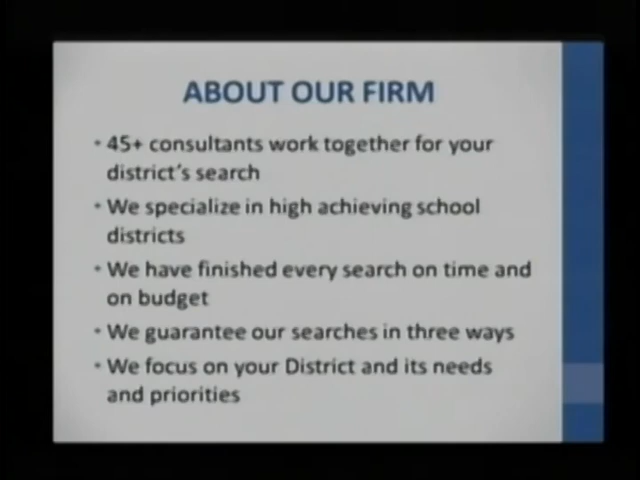 ABOUT OUR FIRM
• 45+ consultants work together for your
district's search
• We specialize in high achieving school
districts
• We have finished every search on time and
on budget
• We guarantee our searches in three ways
• We focus on your District and its needs
and priorities